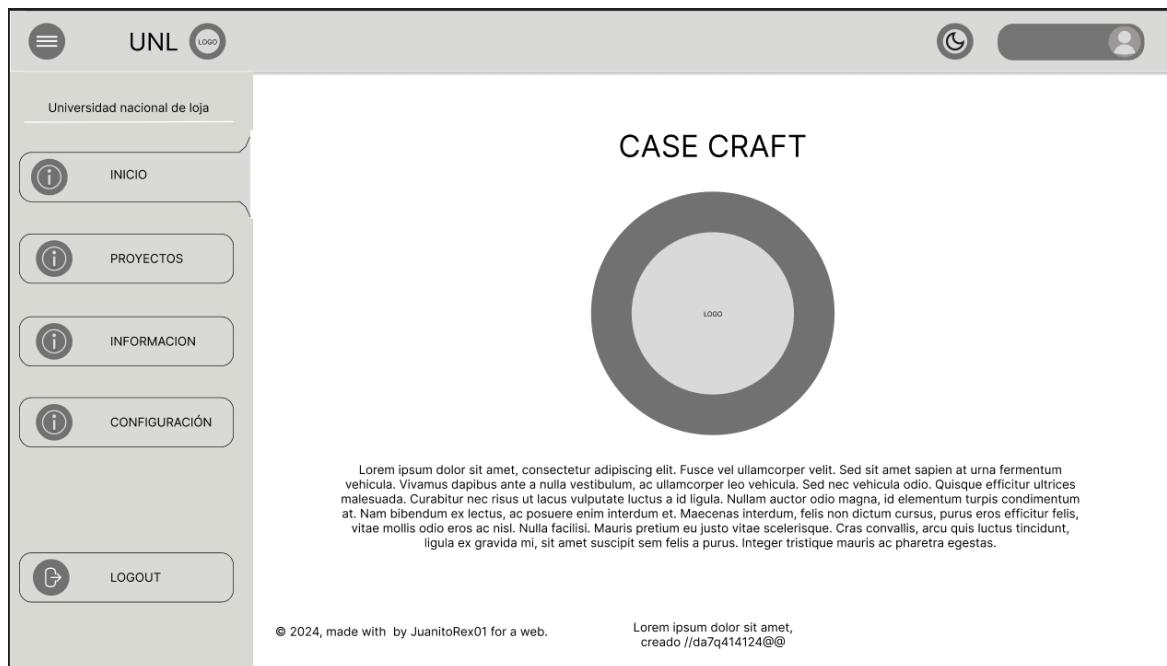 UNL
LOGO
Universidad nacional de loja
INICIO
PROYECTOS
INFORMACION
CONFIGURACIÓN
LOGOUT
CASE CRAFT
LOGO
Lorem ipsum dolor sit amet, consectetur adipiscing elit. Fusce vel ullamcorper velit. Sed sit amet sapien at urna fermentum
vehicula. Vivamus dapibus ante a nulla vestibulum, ac ullamcorper leo vehicula. Sed nec vehicula odio. Quisque efficitur ultrices
malesuada. Curabitur nec risus ut lacus vulputate luctus a id ligula. Nullam auctor odio magna, id elementum turpis condimentum
at. Nam bibendum ex lectus, ac posuere enim interdum et. Maecenas interdum, felis non dictum cursus, purus eros efficitur felis,
vitae mollis odio eros ac nisl. Nulla facilisi. Mauris pretium eu justo vitae scelerisque. Cras convallis, arcu quis luctus tincidunt,
ligula ex gravida mi, sit amet suscipit sem felis a purus. Integer tristique mauris ac pharetra egestas.
© 2024, made with  by JuanitoRex01 for a web.
Lorem ipsum dolor sit amet,
creado //da7q414124@@